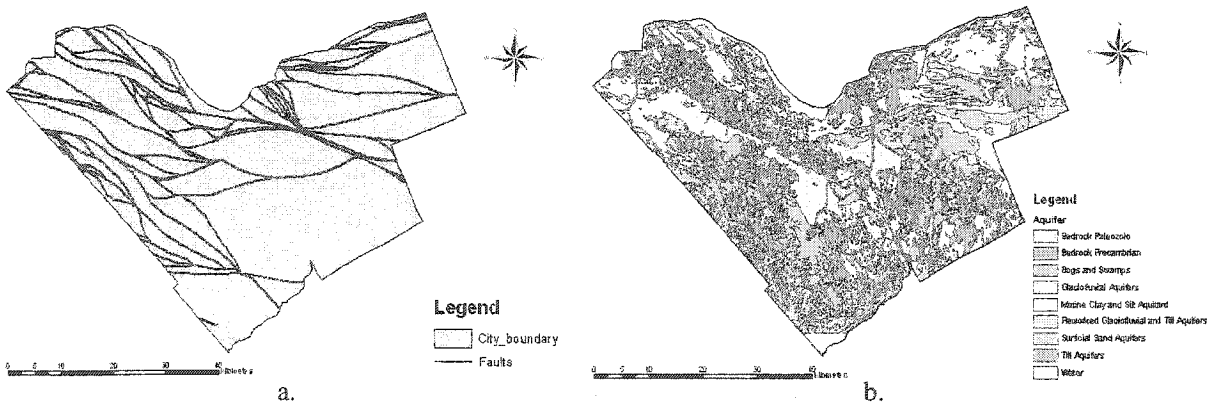 Legend
City_boundary
Faults
0 5 10 20 30 40
Kilometers
a.
Legend
Aquifer
Bedrock Paleozoic
Bedrock Precambrian
Bogs and Swamps
Glaciofluvial Aquifers
Marine Clay and Silt Aquitard
Reworked Glaciofluvial and Till Aquifers
Surficial Sand Aquifers
Till Aquifers
Water
0 5 10 20 30 40
Kilometers
b.